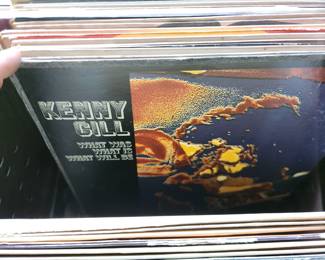 KENNY
GILL
WHAT WAS
WHAT IS
WHAT WILL BE